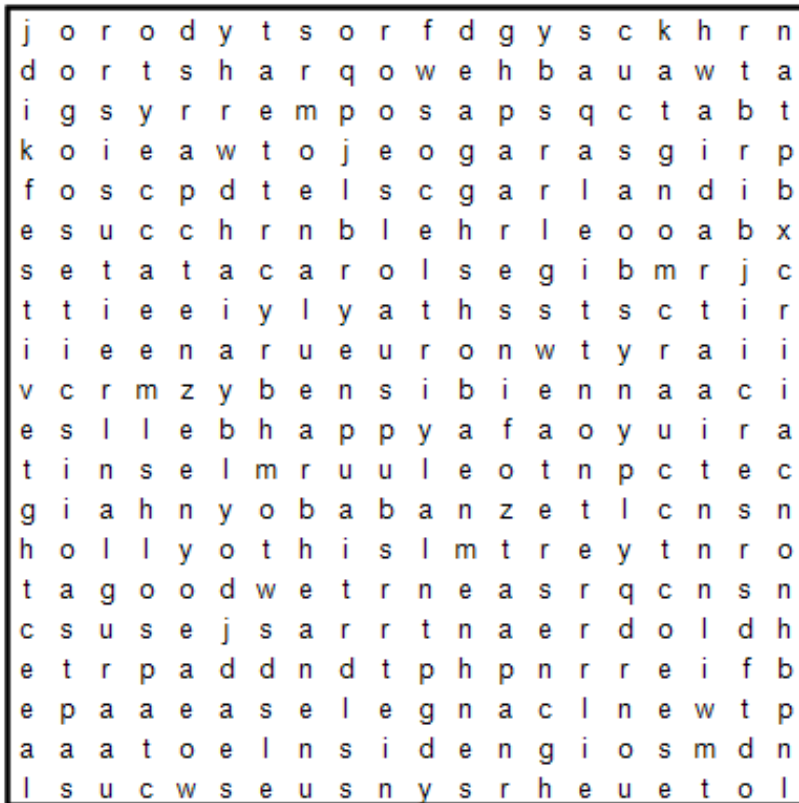 j o r o d y t s o r f d g y s c k h r n
d o r t s h a r q o w e h b a u a w t a
i g s y r r e m p o s a p s q c t a b t
k o i e a w t o j e o g a r a s g i r p
f o s c p d t e l s c g a r l a n d i b
e s u c c h r n b l e h r l e o o a b x
s e t a t a c a r o l s e g i b m r j c
t t i e e i y l y a t h s s t s c t i r
i i e e n a r u e u r o n w t y r a i i
v c r m z y b e n s i b i e n n a a c i
e s l l e b h a p p y a f a o y u i r a
t i n s e l m r u u l e o t n p c t e c
g i a h n y o b a b a n z e t l c n s n
h o l l y o t h i s l m t r e y t n r o
t a g o o d w e t r n e a s r q c n s n
c s u s e j s a r r t n a e r d o l d h
e t r p a d d n d t p h p n r r e i f b
e p a a e a s e l e g n a c l n e w t p
a a a t o e l n s i d e n g i o s m d n
l s u c w s e u s n y s r h e u e t o l